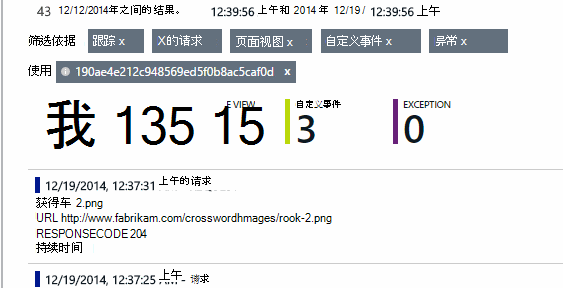 43 12/12/2014年之间的结果。 12:39:56 上午和 2014 年 12/19/ 12:39:56 上午
筛选依据 跟踪 x X的请求 页面视图 x 自定义事件 x 异常 x
使用 190ae4e212c948569ed5f0b8ac5caf0d x
我 135 15 E VIEW 自定义事件 3 EXCEPTION 0
12/19/2014, 12:37:31 上午的请求
获得车 2.png
URL http://www.fabrikam.com/crosswordhmages/rook-2.png
RESPONSECODE 204
持续时间
12/19/2014, 12:37:25 上午 - 请求